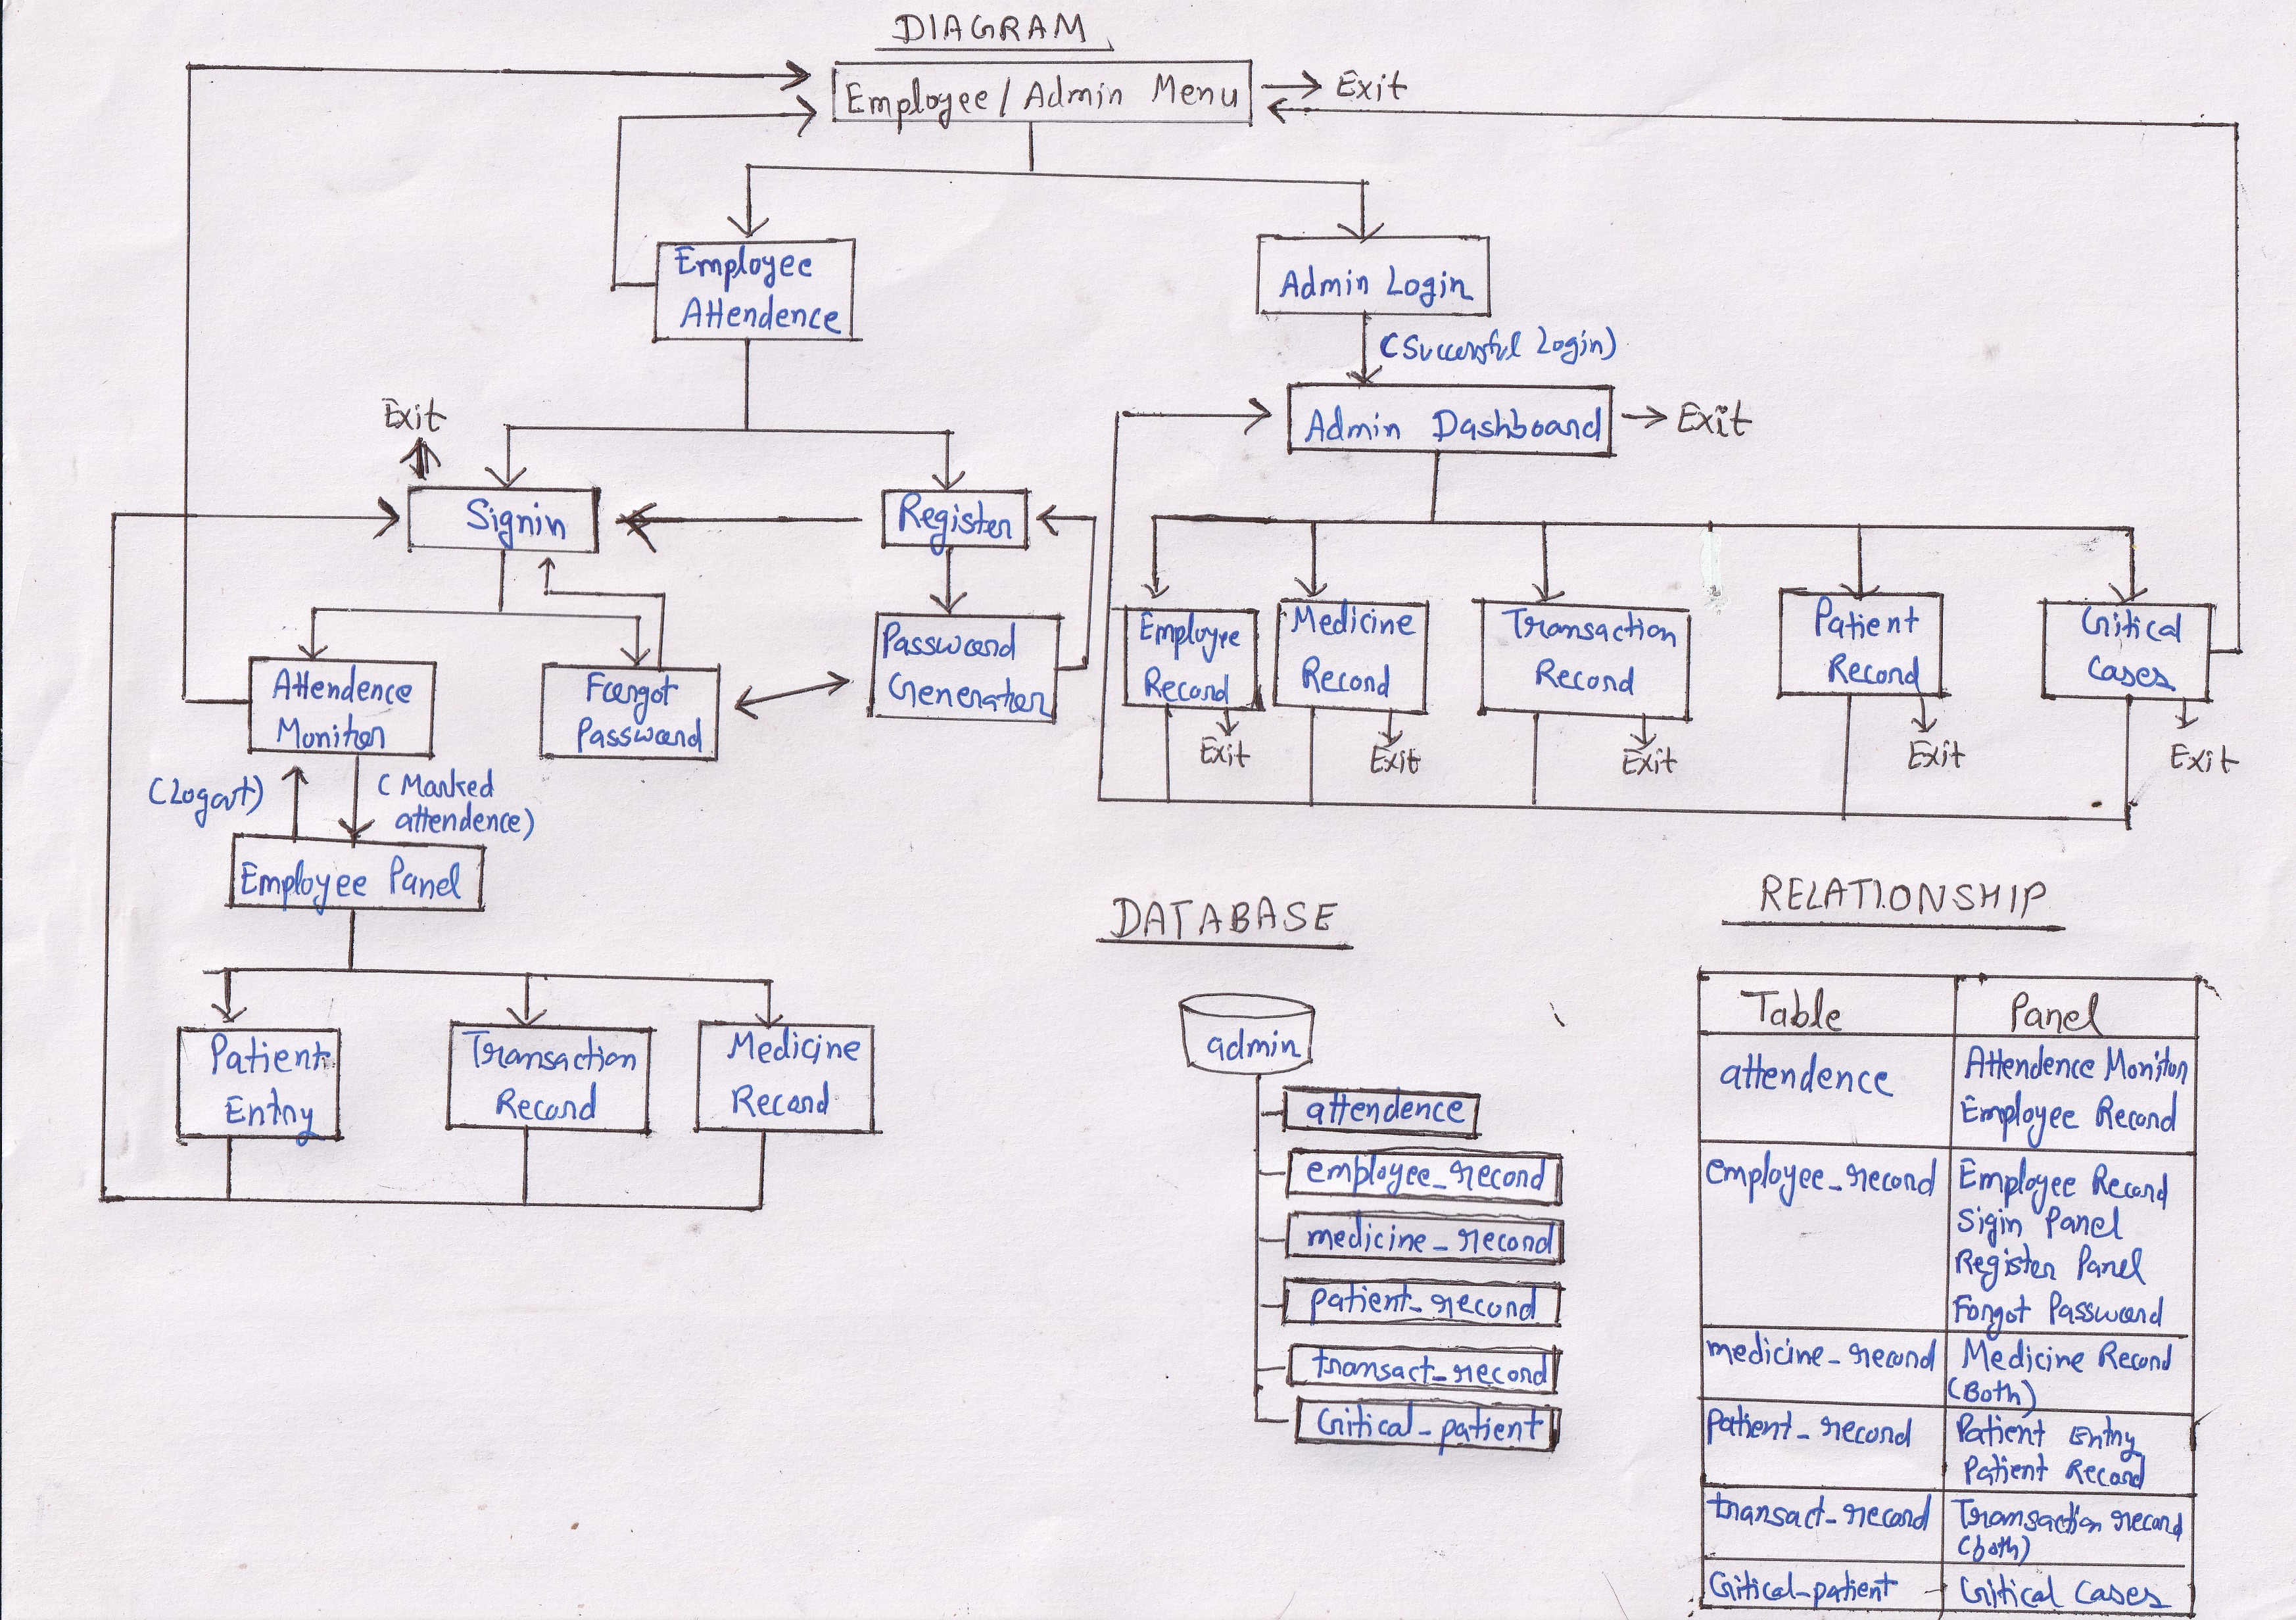 DIAGRAM
Employee / Admin Menu
Exit
Employee
Attendence
Admin Login
(Successful Login)
Admin Dashboard
Exit
Exit
Signin
Register
Attendence
Monitor
Forgot
Password
Password
Generator
Employee
Record
Medicine
Record
Transaction
Record
Patient
Record
Critical
Cases
Exit
Exit
Exit
Exit
Exit
(Logout)
(Marked
attendence)
Employee Panel
Patient
Entry
Transaction
Record
Medicine
Record
DATABASE
admin
attendence
employee_record
medicine_record
patient_record
transact_record
Critical_patient
RELATIONSHIP
Table Panel
attendence Attendence Monitor
Employee Record
employee_record Employee Record
Sigin Panel
Register Panel
Forgot Password
medicine_record Medicine Record
(Both)
patient_record Patient Entry
Patient Record
transact_record Transaction record
(both)
Critical_patient Critical Cases